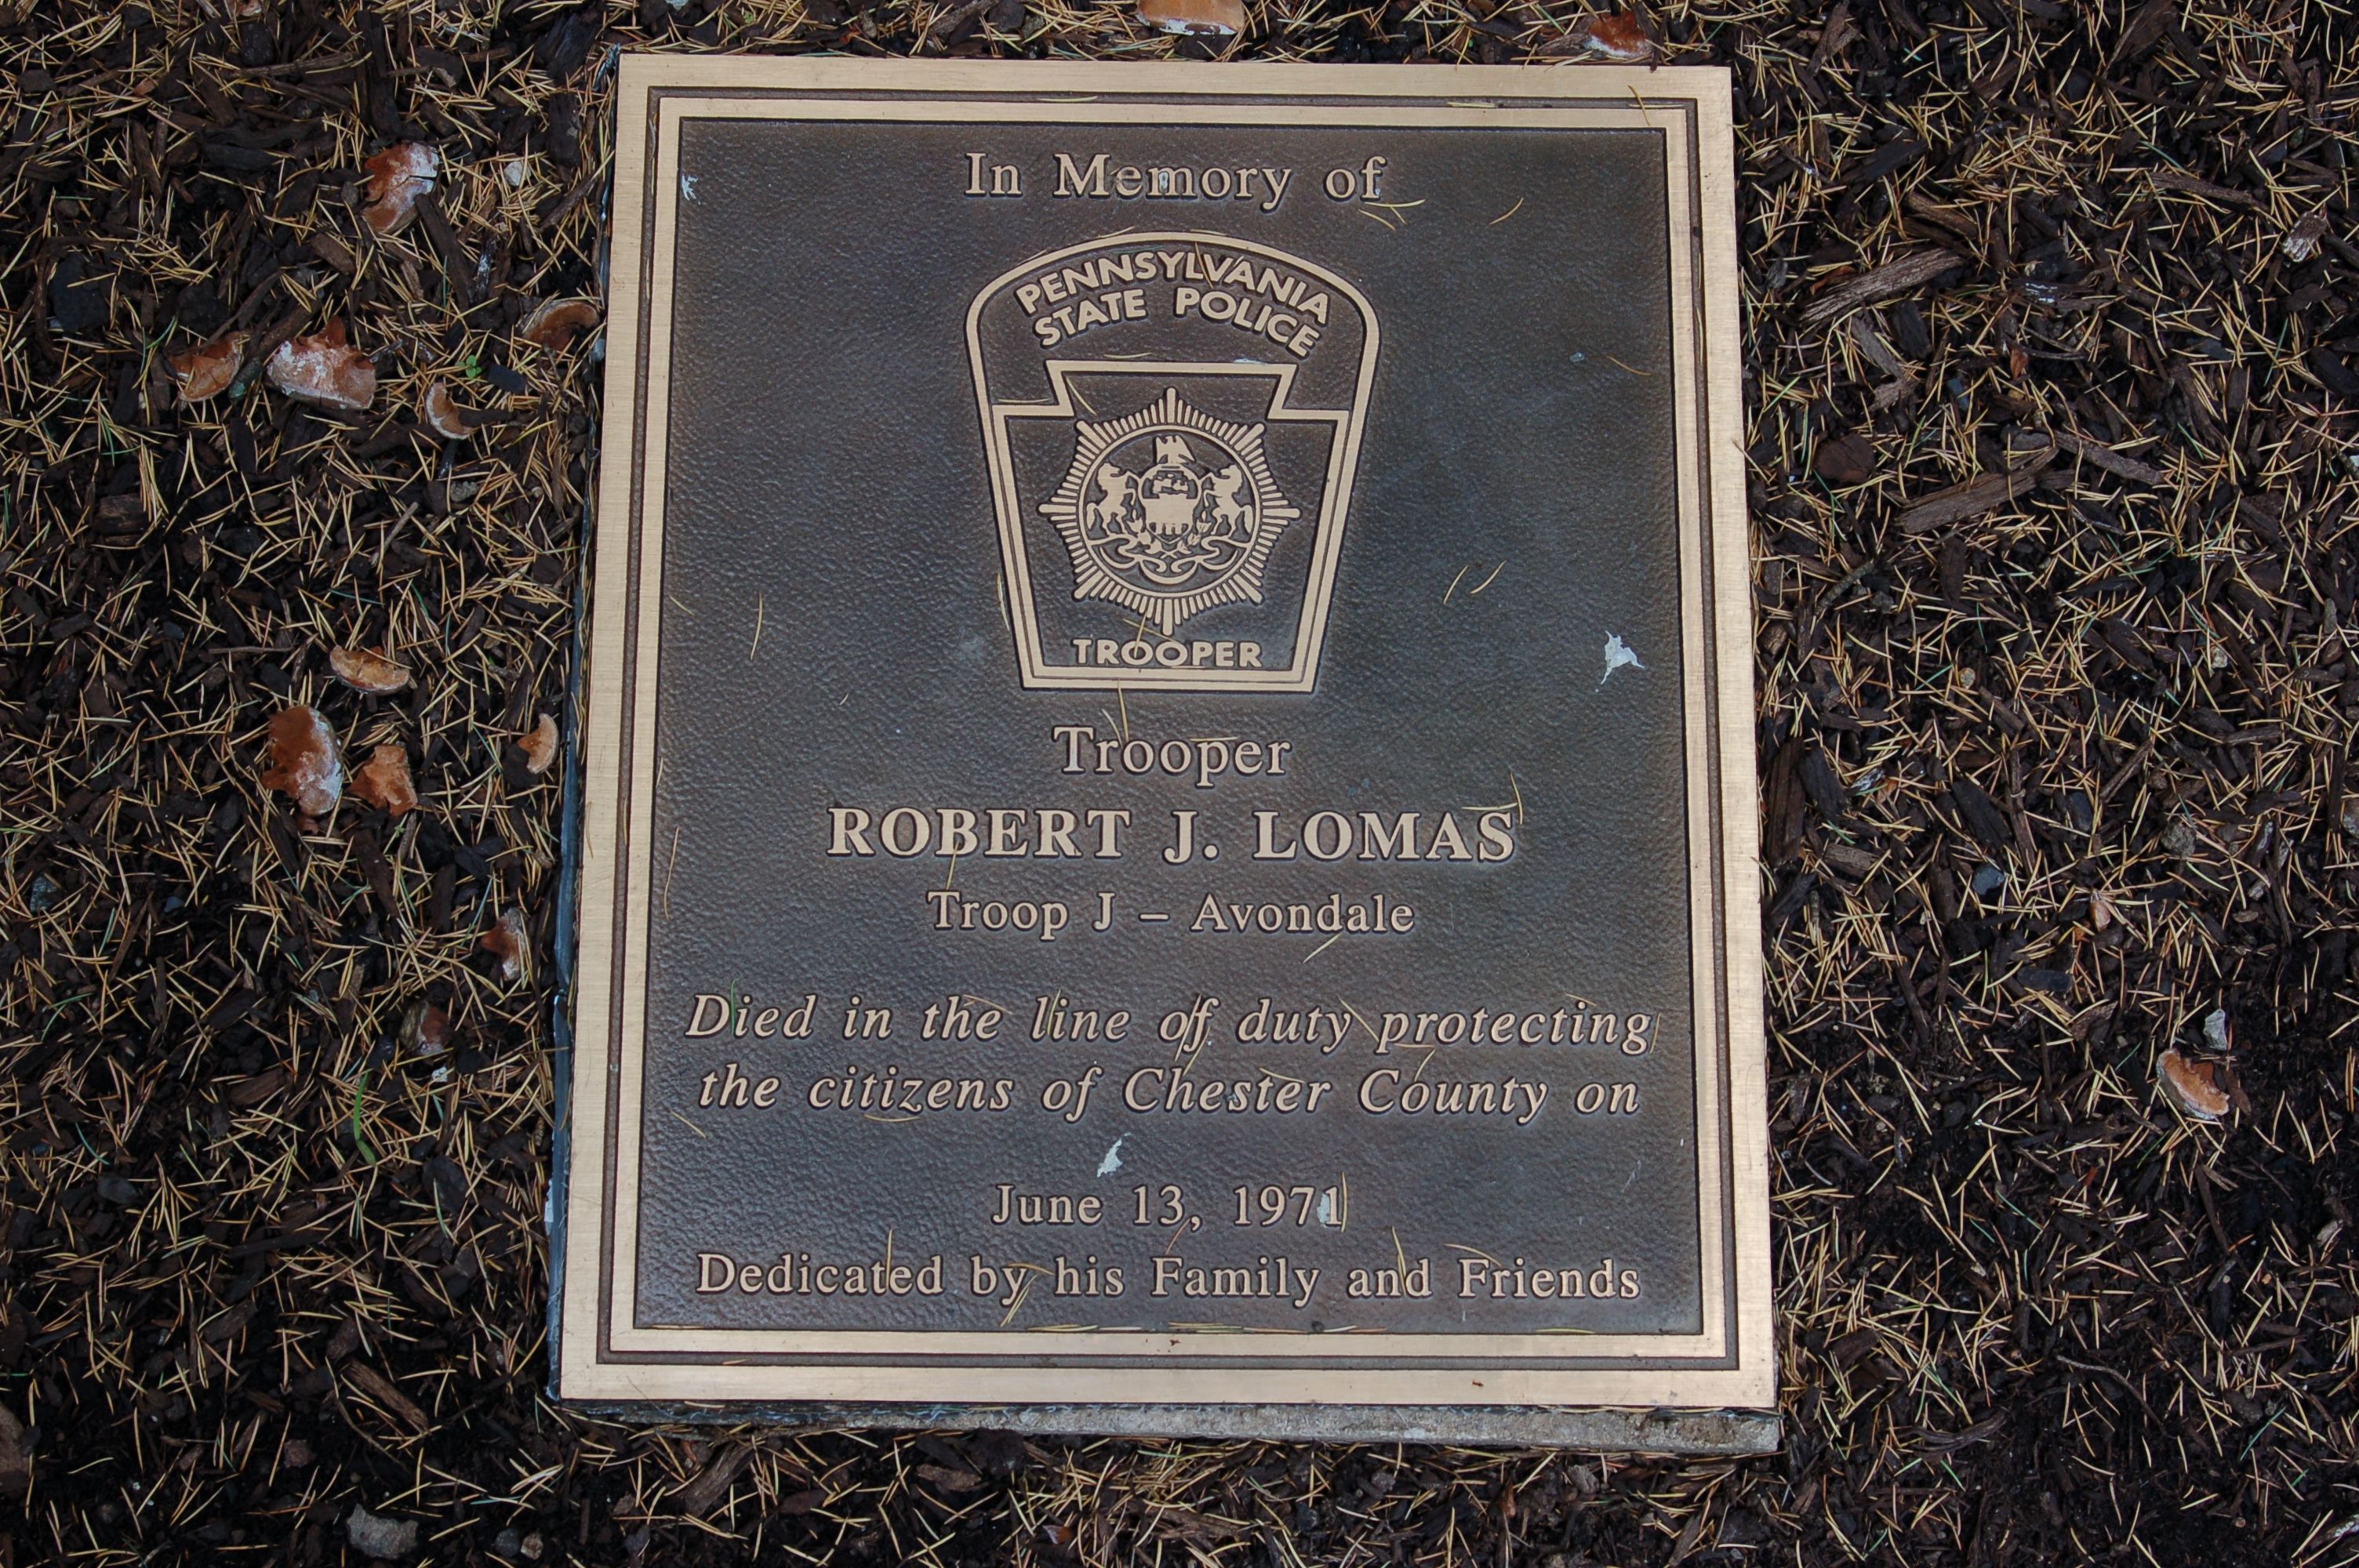 In Memory of
PENNSYLVANIA
STATE POLICE
TROOPER
Trooper
ROBERT J. LOMAS
Troop J – Avondale
Died in the line of duty protecting
the citizens of Chester County on
June 13, 1971
Dedicated by his Family and Friends